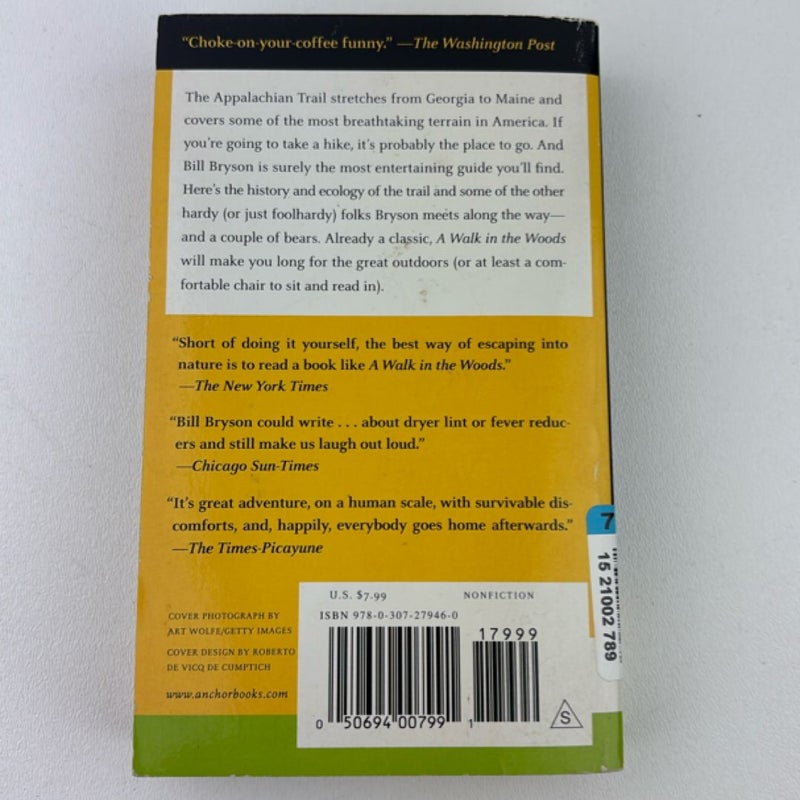 “Choke-on-your-coffee funny.” —The Washington Post
The Appalachian Trail stretches from Georgia to Maine and
covers some of the most breathtaking terrain in America. If
you’re going to take a hike, it’s probably the place to go. And
Bill Bryson is surely the most entertaining guide you’ll find.
Here’s the history and ecology of the trail and some of the other
hardy (or just foolhardy) folks Bryson meets along the way—
and a couple of bears. Already a classic, A Walk in the Woods
will make you long for the great outdoors (or at least a com-
fortable chair to sit and read in).
“Short of doing it yourself, the best way of escaping into
nature is to read a book like A Walk in the Woods.”
—The New York Times
“Bill Bryson could write . . . about dryer lint or fever reduc-
ers and still make us laugh out loud.”
—Chicago Sun-Times
“It’s great adventure, on a human scale, with survivable dis-
comforts, and, happily, everybody goes home afterwards.”
—The Times-Picayune
7
15 21002 789
COVER PHOTOGRAPH BY
ART WOLFE/GETTY IMAGES
COVER DESIGN BY ROBERTO
DE VICQ DE CUMPTICH
www.anchorbooks.com
U.S. $7.99 NONFICTION
ISBN 978-0-307-27946-0
17999
0 50694 00799 1
S